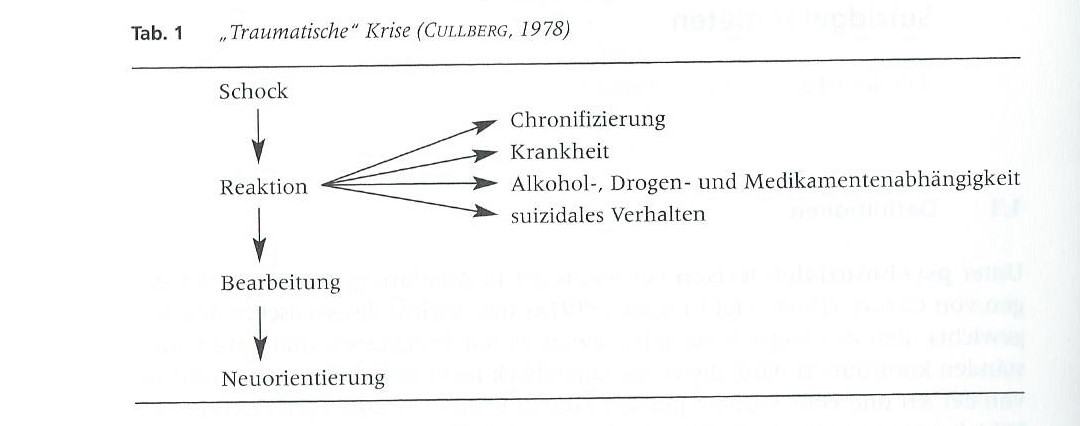 Tab. 1 „Traumatische“ Krise (CULLBERG, 1978)
Schock
Chronifizierung
Krankheit
Reaktion
Alkohol-, Drogen- und Medikamentenabhängigkeit
suizidales Verhalten
Bearbeitung
Neuorientierung